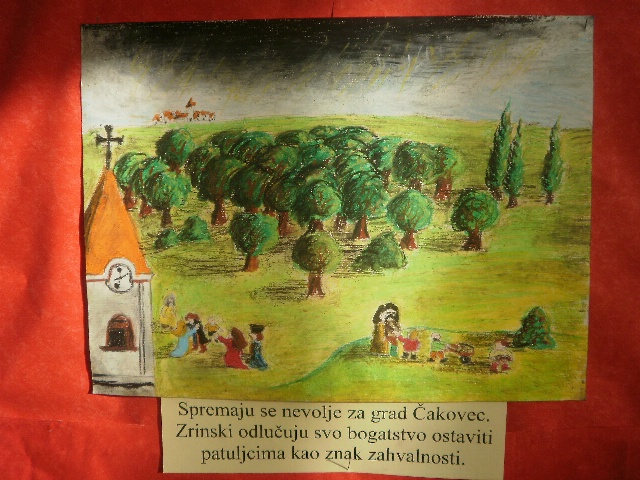 Spremaju se nevolje za grad Čakovec.
Zrinski odlučuju svo bogatstvo ostaviti
patuljcima kao znak zahvalnosti.